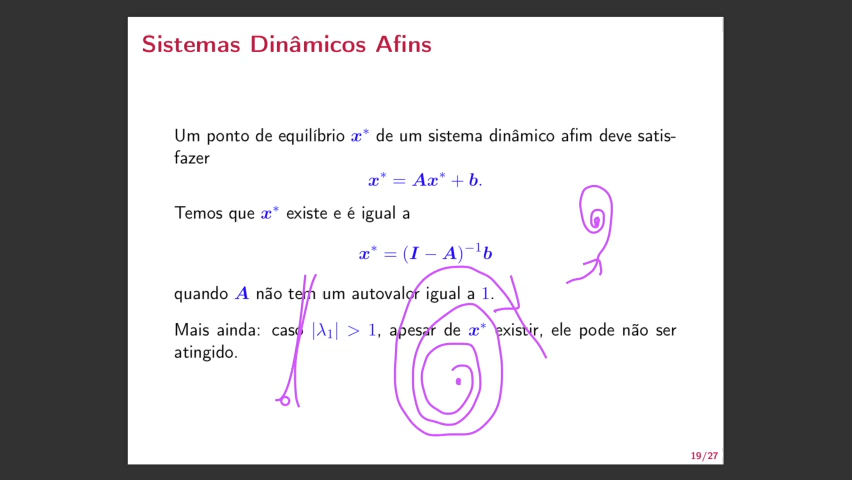 Sistemas Dinâmicos Afins
Um ponto de equilíbrio x* de um sistema dinâmico afim deve satis-
fazer
x* = Ax* + b.
Temos que x* existe e é igual a
x* = (I − A)⁻¹b
quando A não tem um autovalor igual a 1.
Mais ainda: caso |λ₁| > 1, apesar de x* existir, ele pode não ser
atingido.
19/27